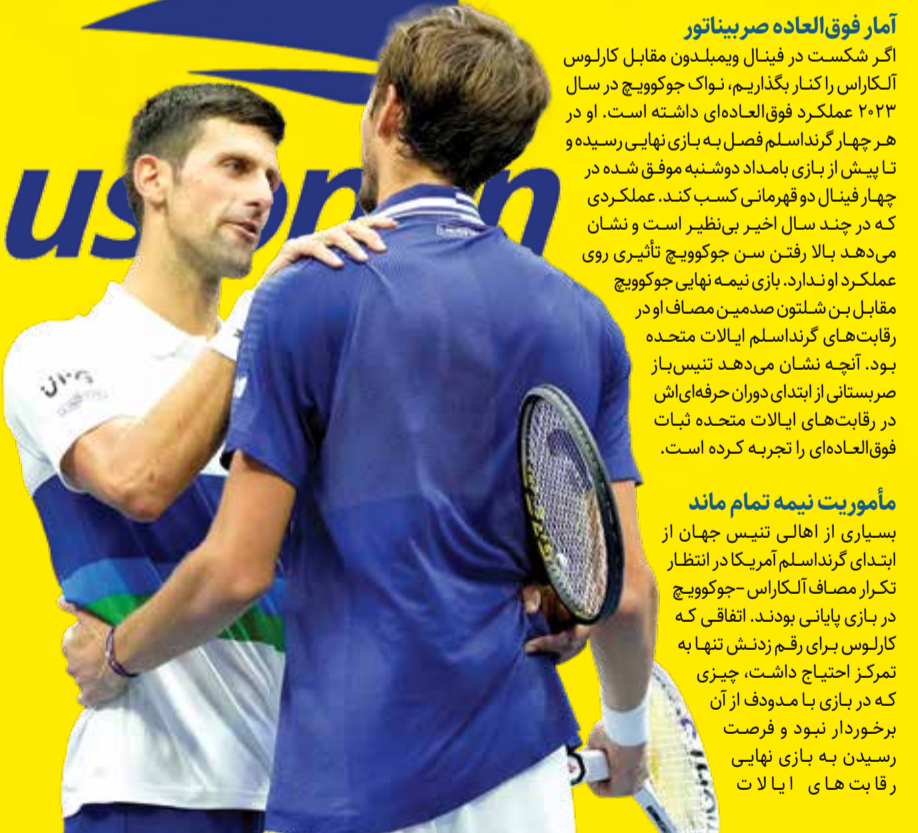 آمار فوق‌العاده صربیناتور
اگر شکست در فینال ویمبلدون مقابل کارلوس
آلکاراس را کنار بگذاریم، نواک جوکوویچ در سال
۲۰۲۳ عملکرد فوق‌العاده‌ای داشته است. او در
هر چهار گرنداسلم فصل به بازی نهایی رسیده و
تا پیش از بازی بامداد دوشنبه موفق شده در
چهار فینال دو قهرمانی کسب کند. عملکردی
که در چند سال اخیر بی‌نظیر است و نشان
می‌دهد بالا رفتن سن جوکوویچ تأثیری روی
عملکرد او ندارد. بازی نیمه نهایی جوکوویچ
مقابل بن شلتون صدمین مصاف او در
رقابت‌های گرنداسلم ایالات متحده
بود. آنچه نشان می‌دهد تنیس‌باز
صربستانی از ابتدای دوران حرفه‌ای‌اش
در رقابت‌های ایالات متحده ثبات
فوق‌العاده‌ای را تجربه کرده است.
مأموریت نیمه تمام ماند
بسیاری از اهالی تنیس جهان از
ابتدای گرنداسلم آمریکا در انتظار
تکرار مصاف آلکاراس-جوکوویچ
در بازی پایانی بودند. اتفاقی که
کارلوس برای رقم زدنش تنها به
تمرکز احتیاج داشت، چیزی
که در بازی با مدودف از آن
برخوردار نبود و فرصت
رسیدن به بازی نهایی
رقابت‌های ایالات
us open